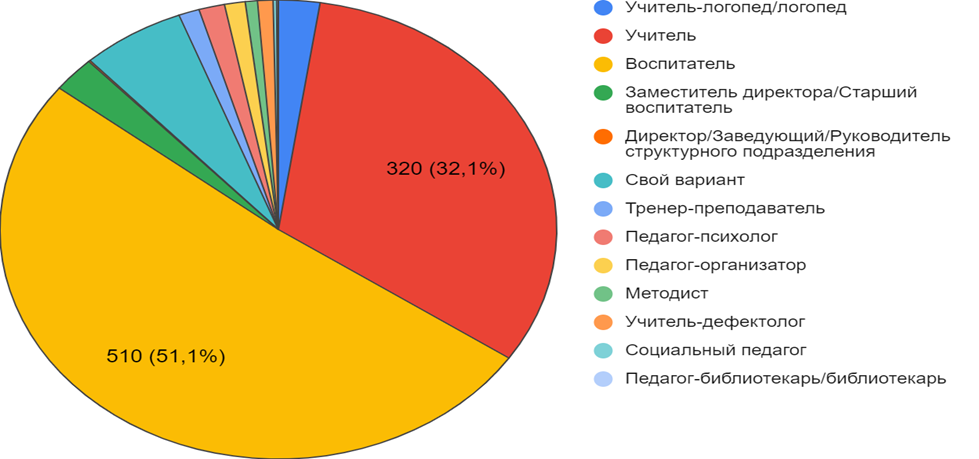 320 (32,1%)
510 (51,1%)
Учитель-логопед/логопед
Учитель
Воспитатель
Заместитель директора/Старший
воспитатель
Директор/Заведующий/Руководитель
структурного подразделения
Свой вариант
Тренер-преподаватель
Педагог-психолог
Педагог-организатор
Методист
Учитель-дефектолог
Социальный педагог
Педагог-библиотекарь/библиотекарь